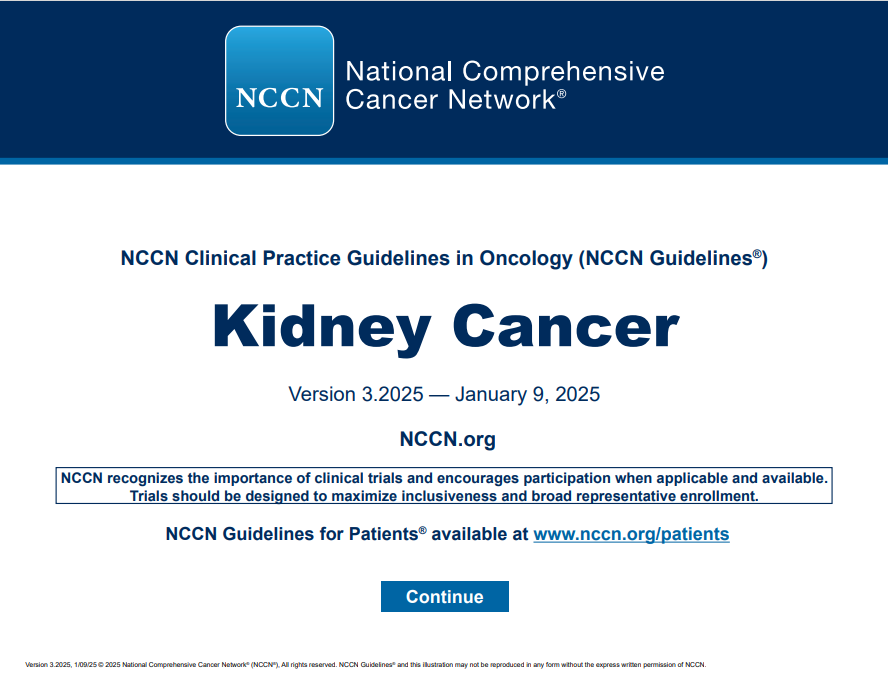 NCCN
National Comprehensive
Cancer Network®
NCCN Clinical Practice Guidelines in Oncology (NCCN Guidelines®)
Kidney Cancer
Version 3.2025 — January 9, 2025
NCCN.org
NCCN recognizes the importance of clinical trials and encourages participation when applicable and available.
Trials should be designed to maximize inclusiveness and broad representative enrollment.
NCCN Guidelines for Patients® available at www.nccn.org/patients
Continue
Version 3.2025, 1/09/25 © 2025 National Comprehensive Cancer Network® (NCCN®), All rights reserved. NCCN Guidelines® and this illustration may not be reproduced in any form without the express written permission of NCCN.